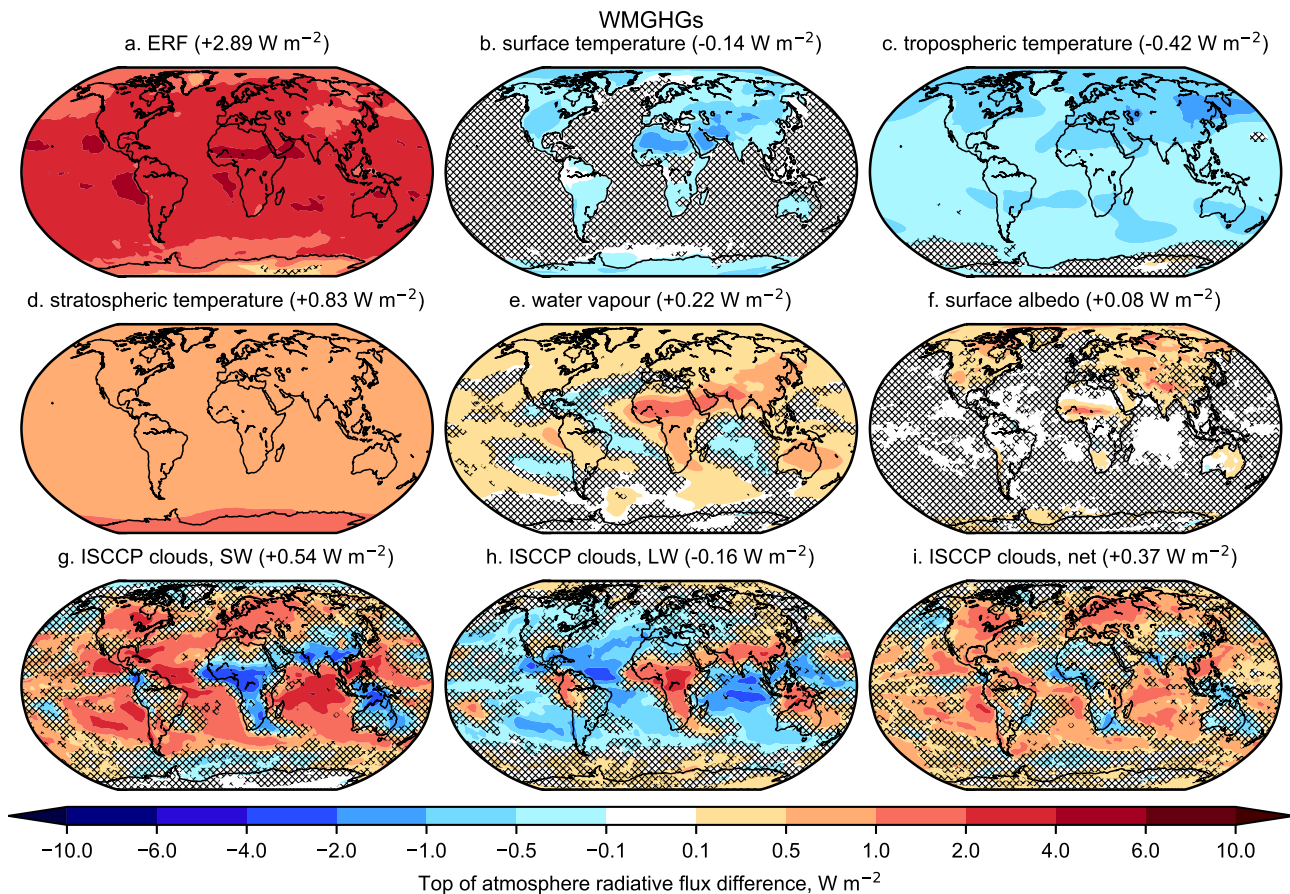 WMGHGs
a. ERF (+2.89 W m⁻²)
b. surface temperature (-0.14 W m⁻²)
c. tropospheric temperature (-0.42 W m⁻²)
d. stratospheric temperature (+0.83 W m⁻²)
e. water vapour (+0.22 W m⁻²)
f. surface albedo (+0.08 W m⁻²)
g. ISCCP clouds, SW (+0.54 W m⁻²)
h. ISCCP clouds, LW (-0.16 W m⁻²)
i. ISCCP clouds, net (+0.37 W m⁻²)
−10.0 −6.0 −4.0 −2.0 −1.0 −0.5 −0.1 0.1 0.5 1.0 2.0 4.0 6.0 10.0
Top of atmosphere radiative flux difference, W m⁻²